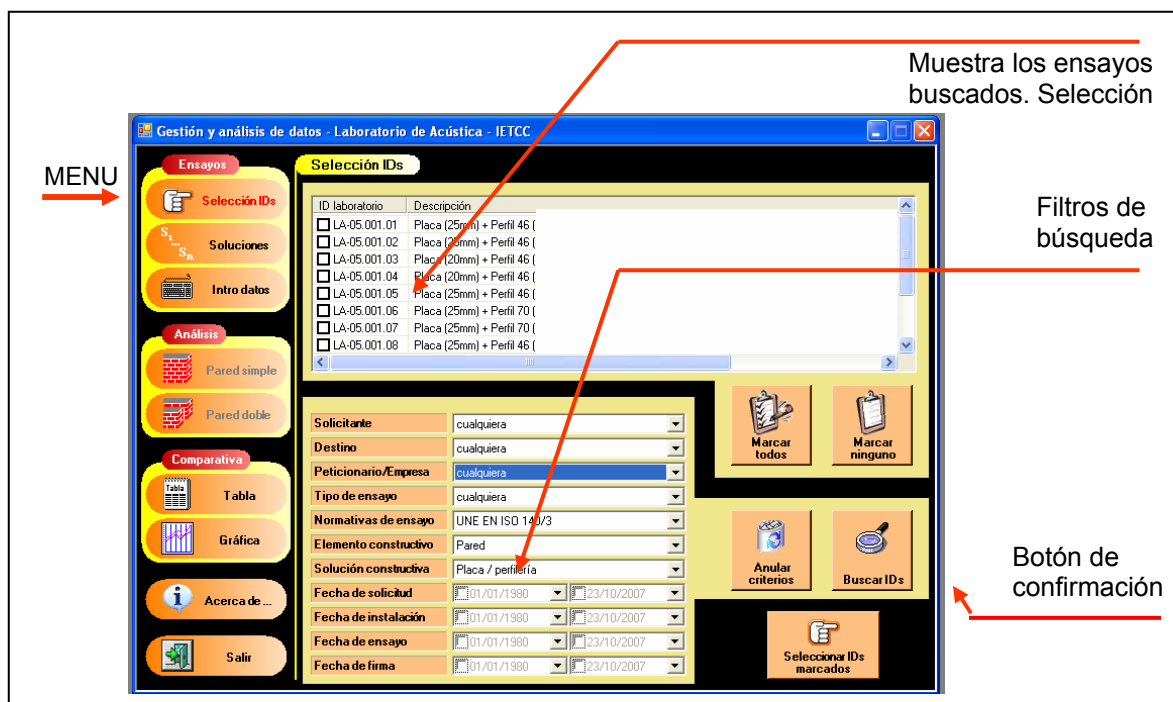 Muestra los ensayos
buscados. Selección
MENU
Filtros de
búsqueda
Botón de
confirmación
Gestión y análisis de datos - Laboratorio de Acústica - IETCC
Ensayos
Selección IDs
S1...Sn
Soluciones
Intro datos
Análisis
Pared simple
Pared doble
Comparativa
Tabla
Tabla
Gráfica
Acerca de ...
Salir
Selección IDs
ID laboratorio Descripción
LA-05.001.01 Placa (25mm) + Perfil 46 (
LA-05.001.02 Placa (25mm) + Perfil 46 (
LA-05.001.03 Placa (20mm) + Perfil 46 (
LA-05.001.04 Placa (20mm) + Perfil 46 (
LA-05.001.05 Placa (25mm) + Perfil 46 (
LA-05.001.06 Placa (25mm) + Perfil 70 (
LA-05.001.07 Placa (25mm) + Perfil 70 (
LA-05.001.08 Placa (25mm) + Perfil 46 (
Marcar
todos
Marcar
ninguno
Solicitante cualquiera
Destino cualquiera
Peticionario/Empresa cualquiera
Tipo de ensayo cualquiera
Normativas de ensayo UNE EN ISO 140/3
Elemento constructivo Pared
Solución constructiva Placa / perfilería
Fecha de solicitud 01/01/1980 23/10/2007
Fecha de instalación 01/01/1980 23/10/2007
Fecha de ensayo 01/01/1980 23/10/2007
Fecha de firma 01/01/1980 23/10/2007
Anular
criterios
Buscar IDs
Seleccionar IDs
marcados